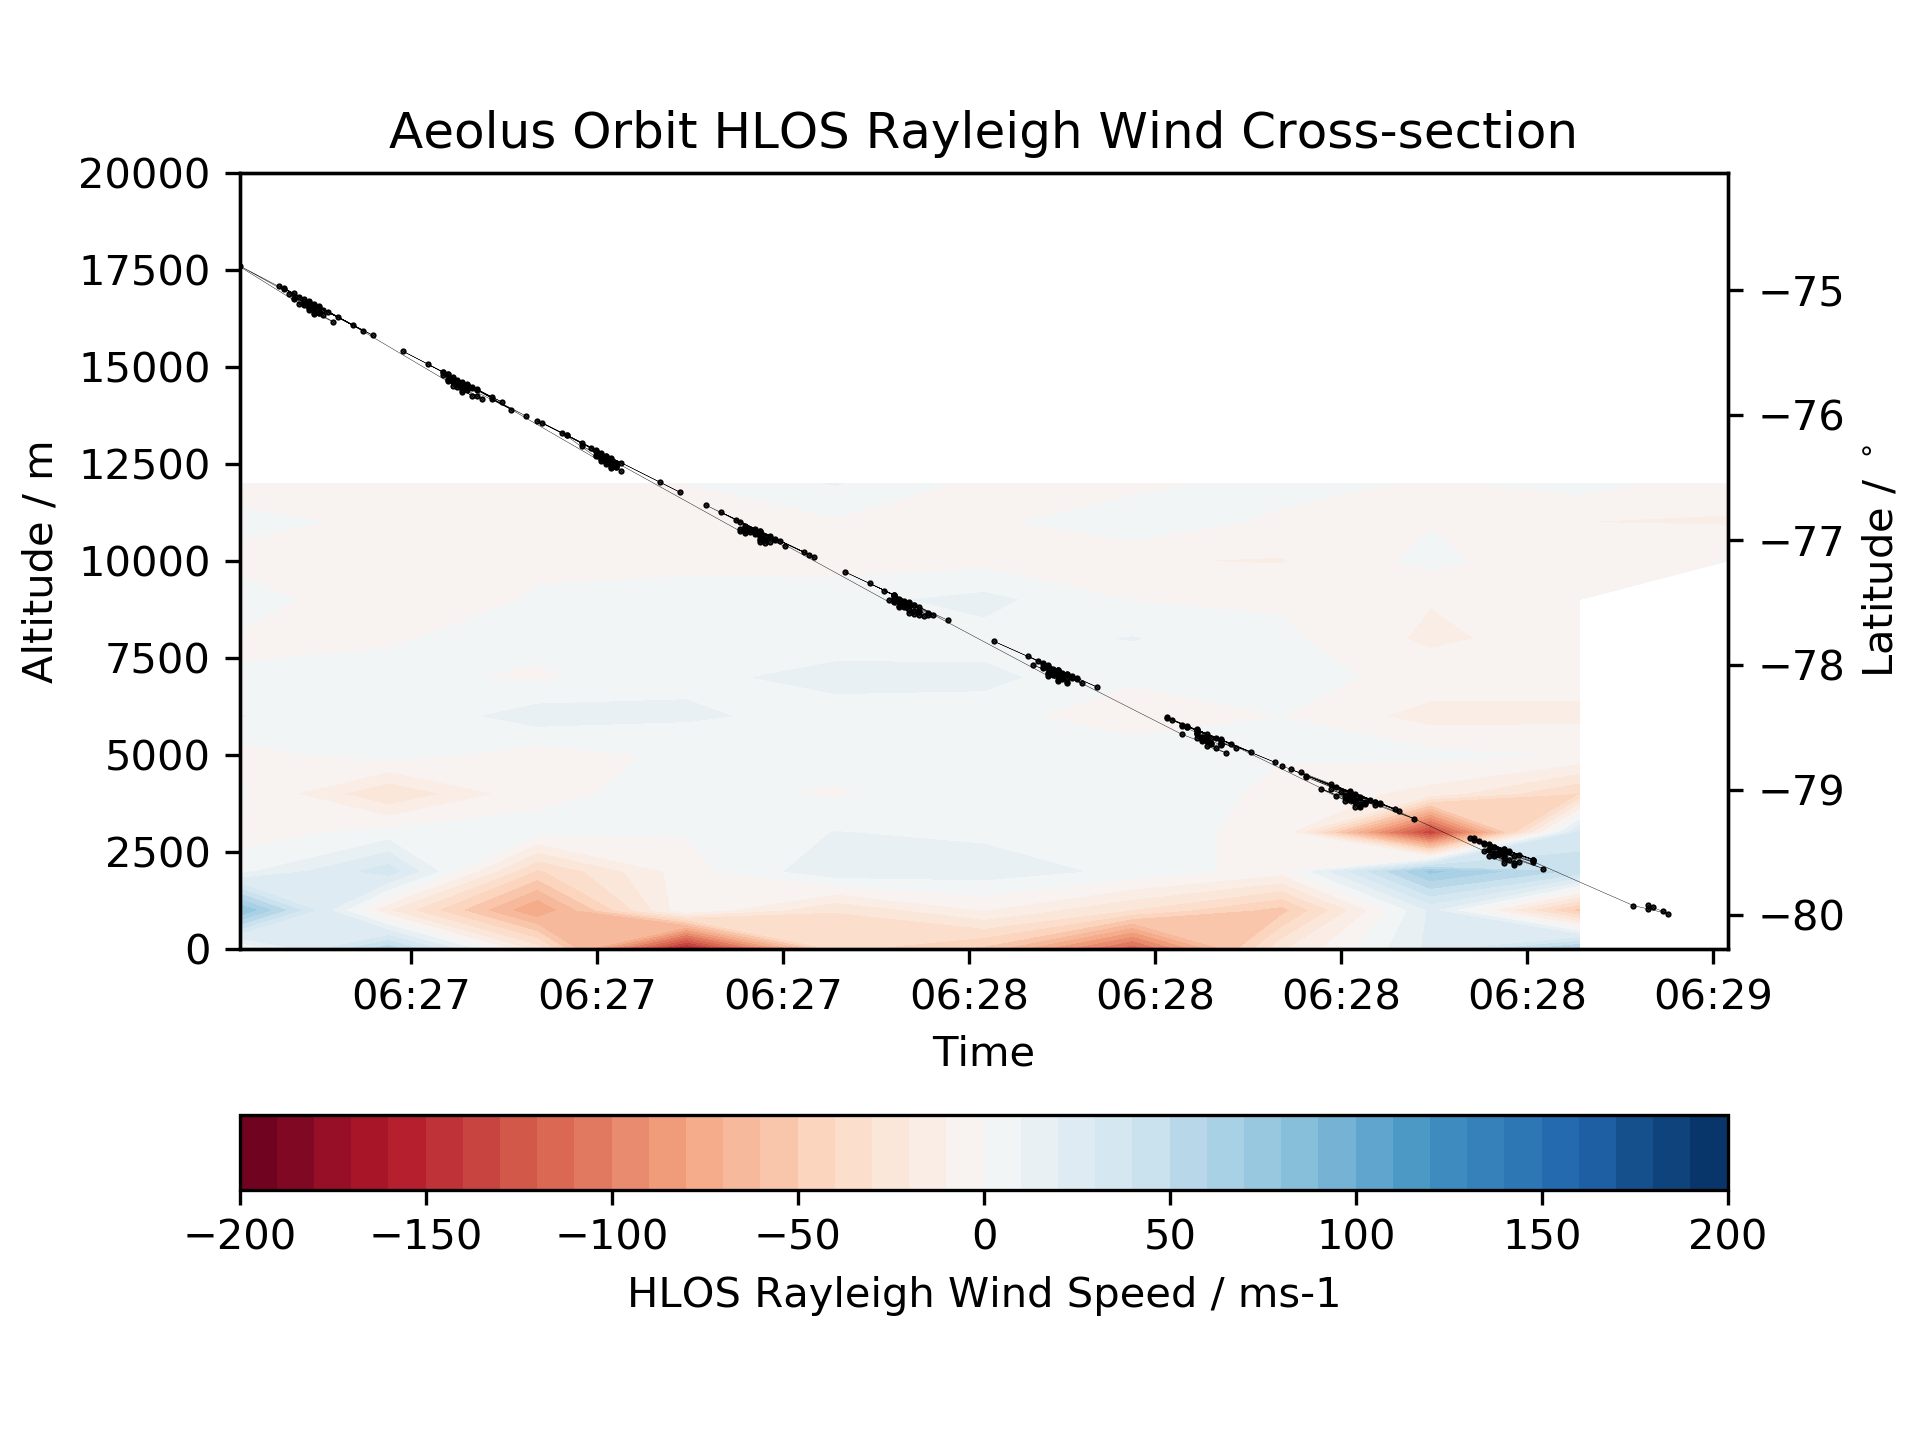 Aeolus Orbit HLOS Rayleigh Wind Cross-section
20000
17500
15000
12500
10000
7500
5000
2500
0
Altitude / m
−75
−76
−77
−78
−79
−80
Latitude / °
06:27 06:27 06:27 06:28 06:28 06:28 06:28 06:29
Time
−200 −150 −100 −50 0 50 100 150 200
HLOS Rayleigh Wind Speed / ms-1